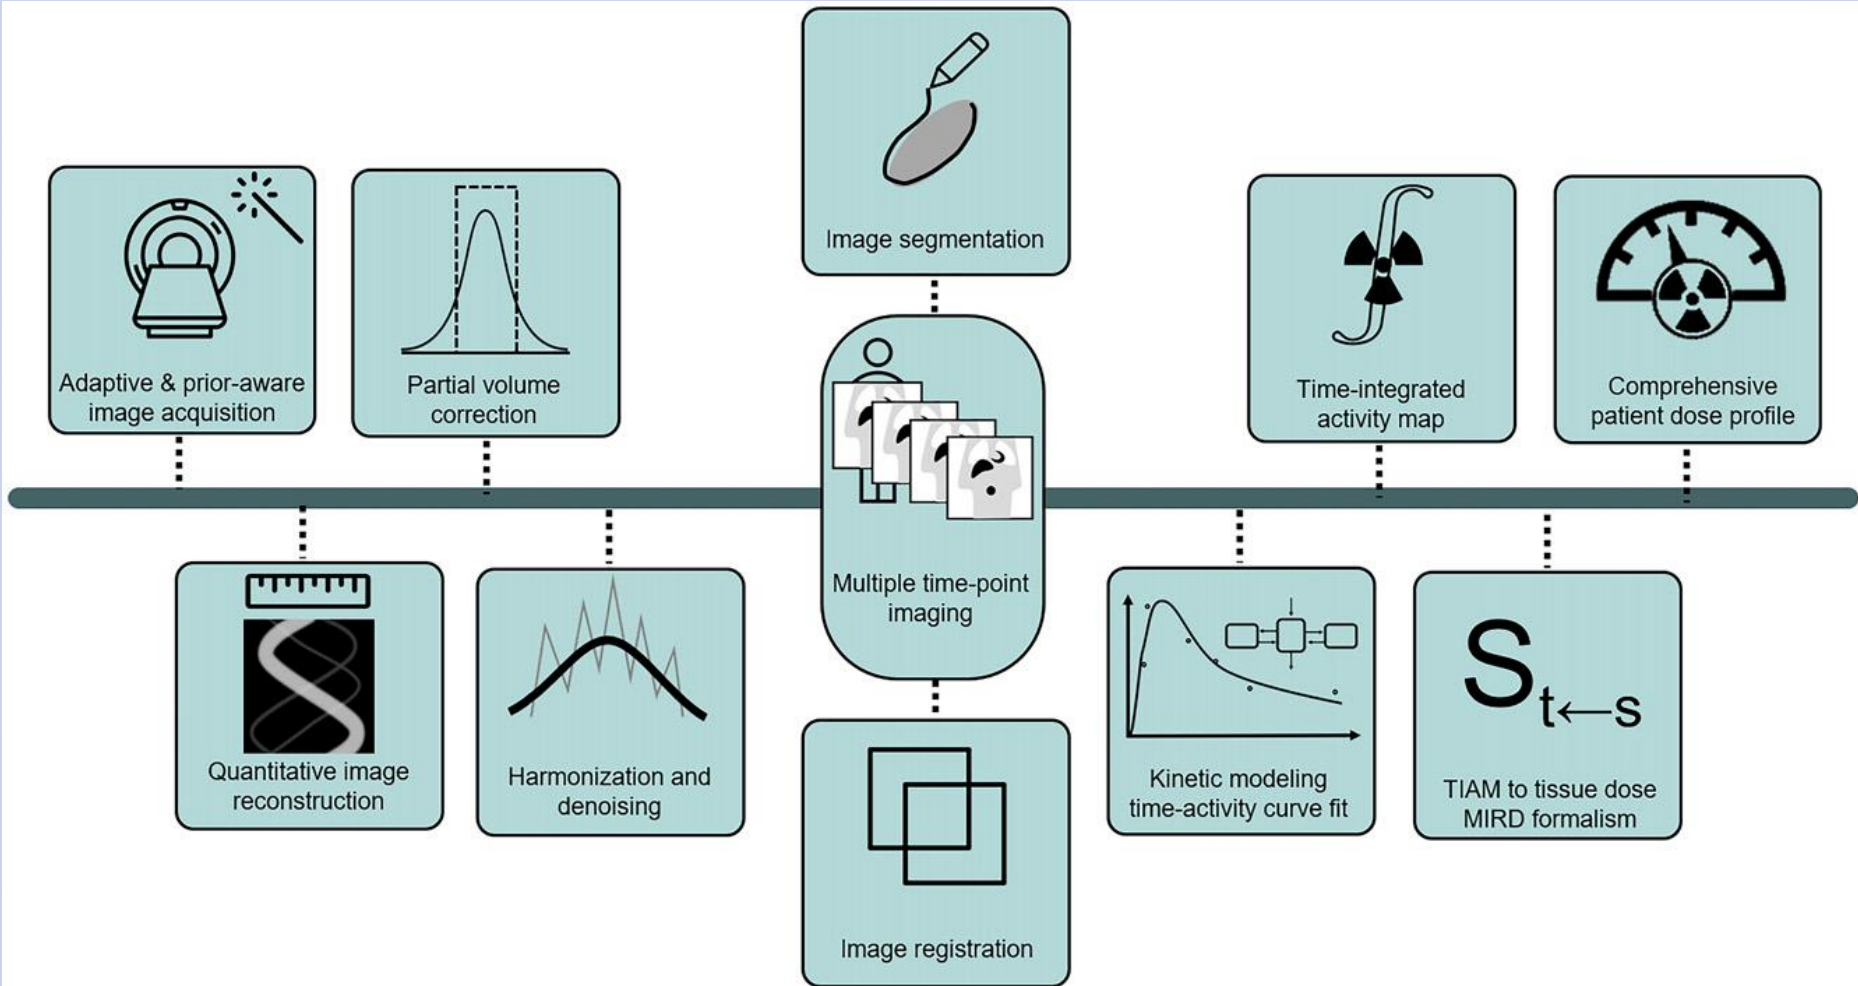 Image segmentation
Adaptive & prior-aware
image acquisition
Partial volume
correction
Time-integrated
activity map
Comprehensive
patient dose profile
Multiple time-point
imaging
Quantitative image
reconstruction
Harmonization and
denoising
Kinetic modeling
time-activity curve fit
S t←s
TIAM to tissue dose
MIRD formalism
Image registration